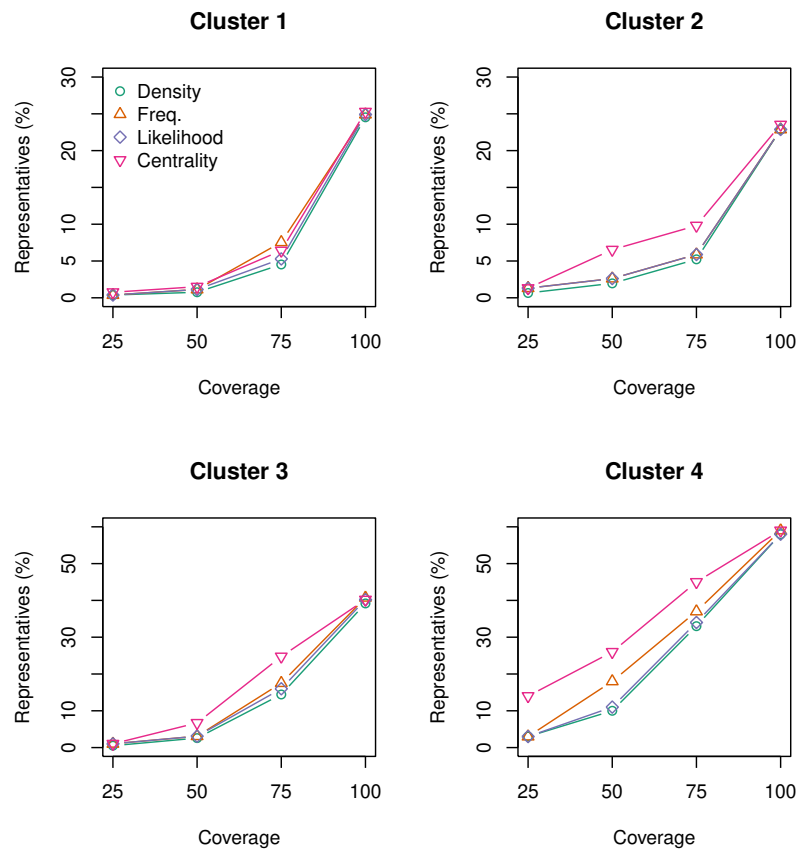 Cluster 1
Representatives (%)
30
20
10
5
0
Density
Freq.
Likelihood
Centrality
25 50 75 100
Coverage
Cluster 2
Representatives (%)
30
20
10
5
0
25 50 75 100
Coverage
Cluster 3
Representatives (%)
50
30
10
0
25 50 75 100
Coverage
Cluster 4
Representatives (%)
50
30
10
0
25 50 75 100
Coverage